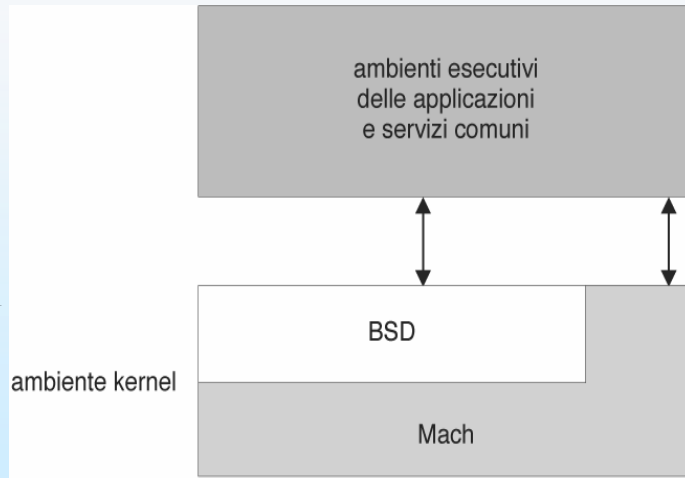 ambienti esecutivi
delle applicazioni
e servizi comuni
BSD
ambiente kernel
Mach